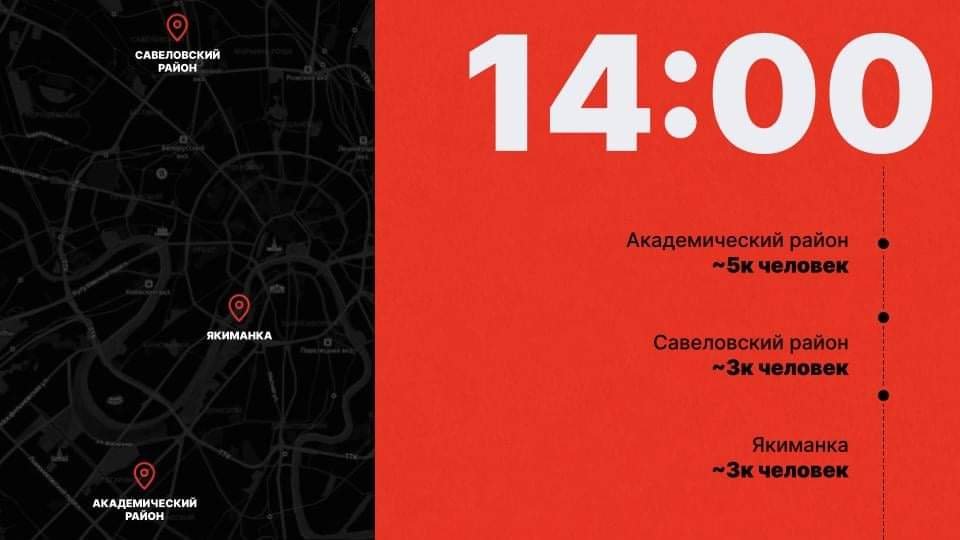 САВЕЛОВСКИЙ
РАЙОН
ЯКИМАНКА
АКАДЕМИЧЕСКИЙ
РАЙОН
14:00
Академический район
~5к человек
Савеловский район
~3к человек
Якиманка
~3к человек